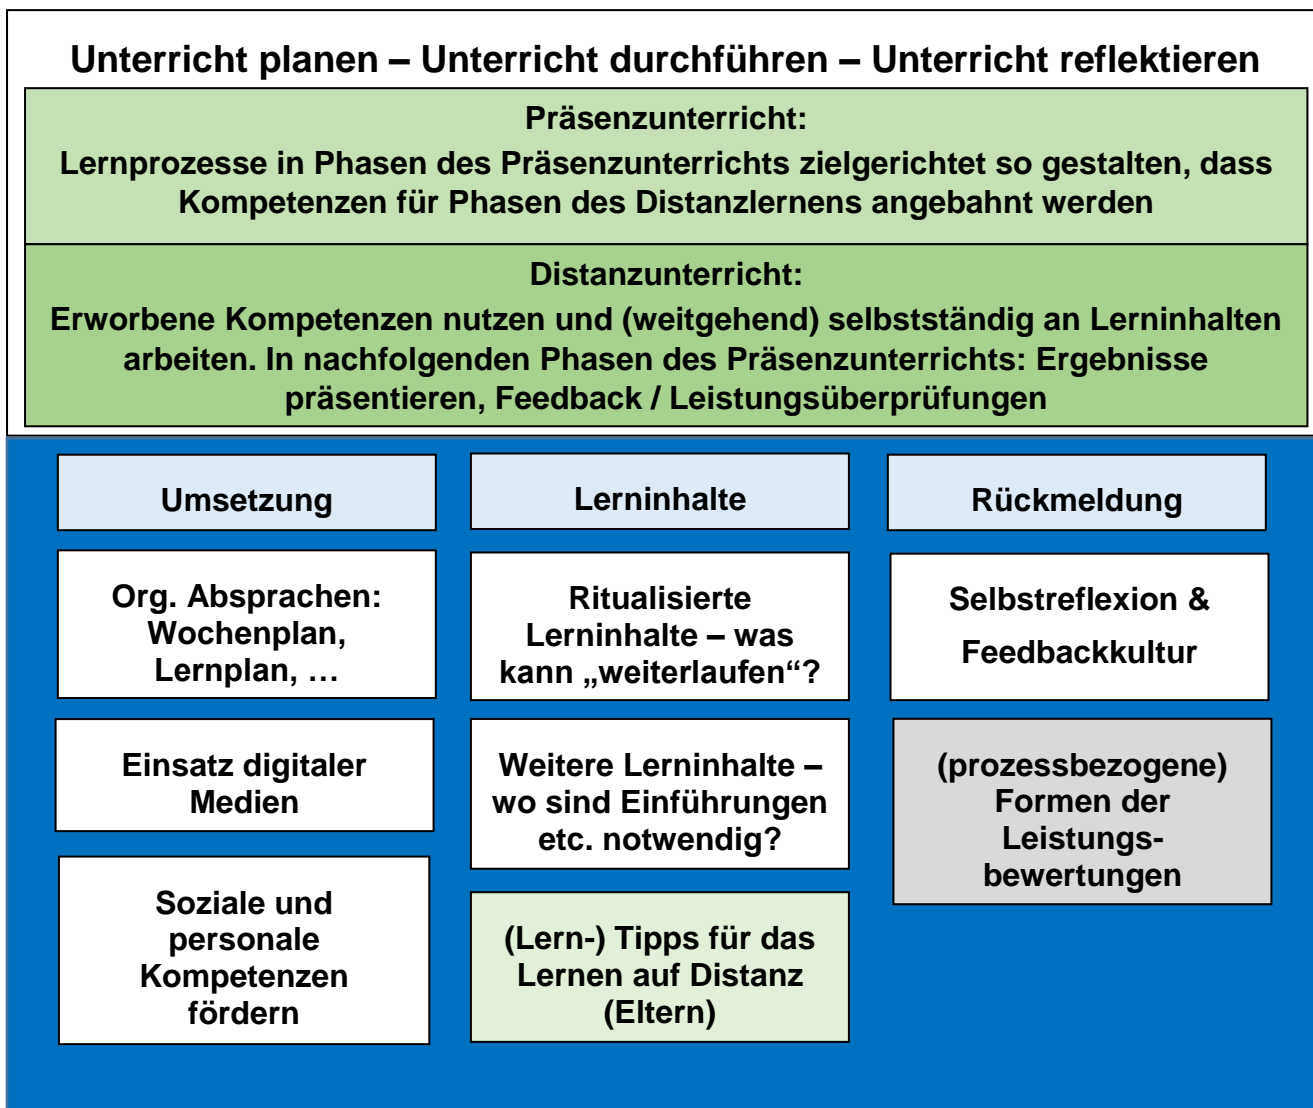 Unterricht planen – Unterricht durchführen – Unterricht reflektieren
Präsenzunterricht:
Lernprozesse in Phasen des Präsenzunterrichts zielgerichtet so gestalten, dass
Kompetenzen für Phasen des Distanzlernens angebahnt werden
Distanzunterricht:
Erworbene Kompetenzen nutzen und (weitgehend) selbstständig an Lerninhalten
arbeiten. In nachfolgenden Phasen des Präsenzunterrichts: Ergebnisse
präsentieren, Feedback / Leistungsüberprüfungen
Umsetzung
Org. Absprachen:
Wochenplan,
Lernplan, …
Einsatz digitaler
Medien
Soziale und
personale
Kompetenzen
fördern
Lerninhalte
Ritualisierte
Lerninhalte – was
kann „weiterlaufen“?
Weitere Lerninhalte –
wo sind Einführungen
etc. notwendig?
(Lern-) Tipps für das
Lernen auf Distanz
(Eltern)
Rückmeldung
Selbstreflexion &
Feedbackkultur
(prozessbezogene)
Formen der
Leistungs-
bewertungen